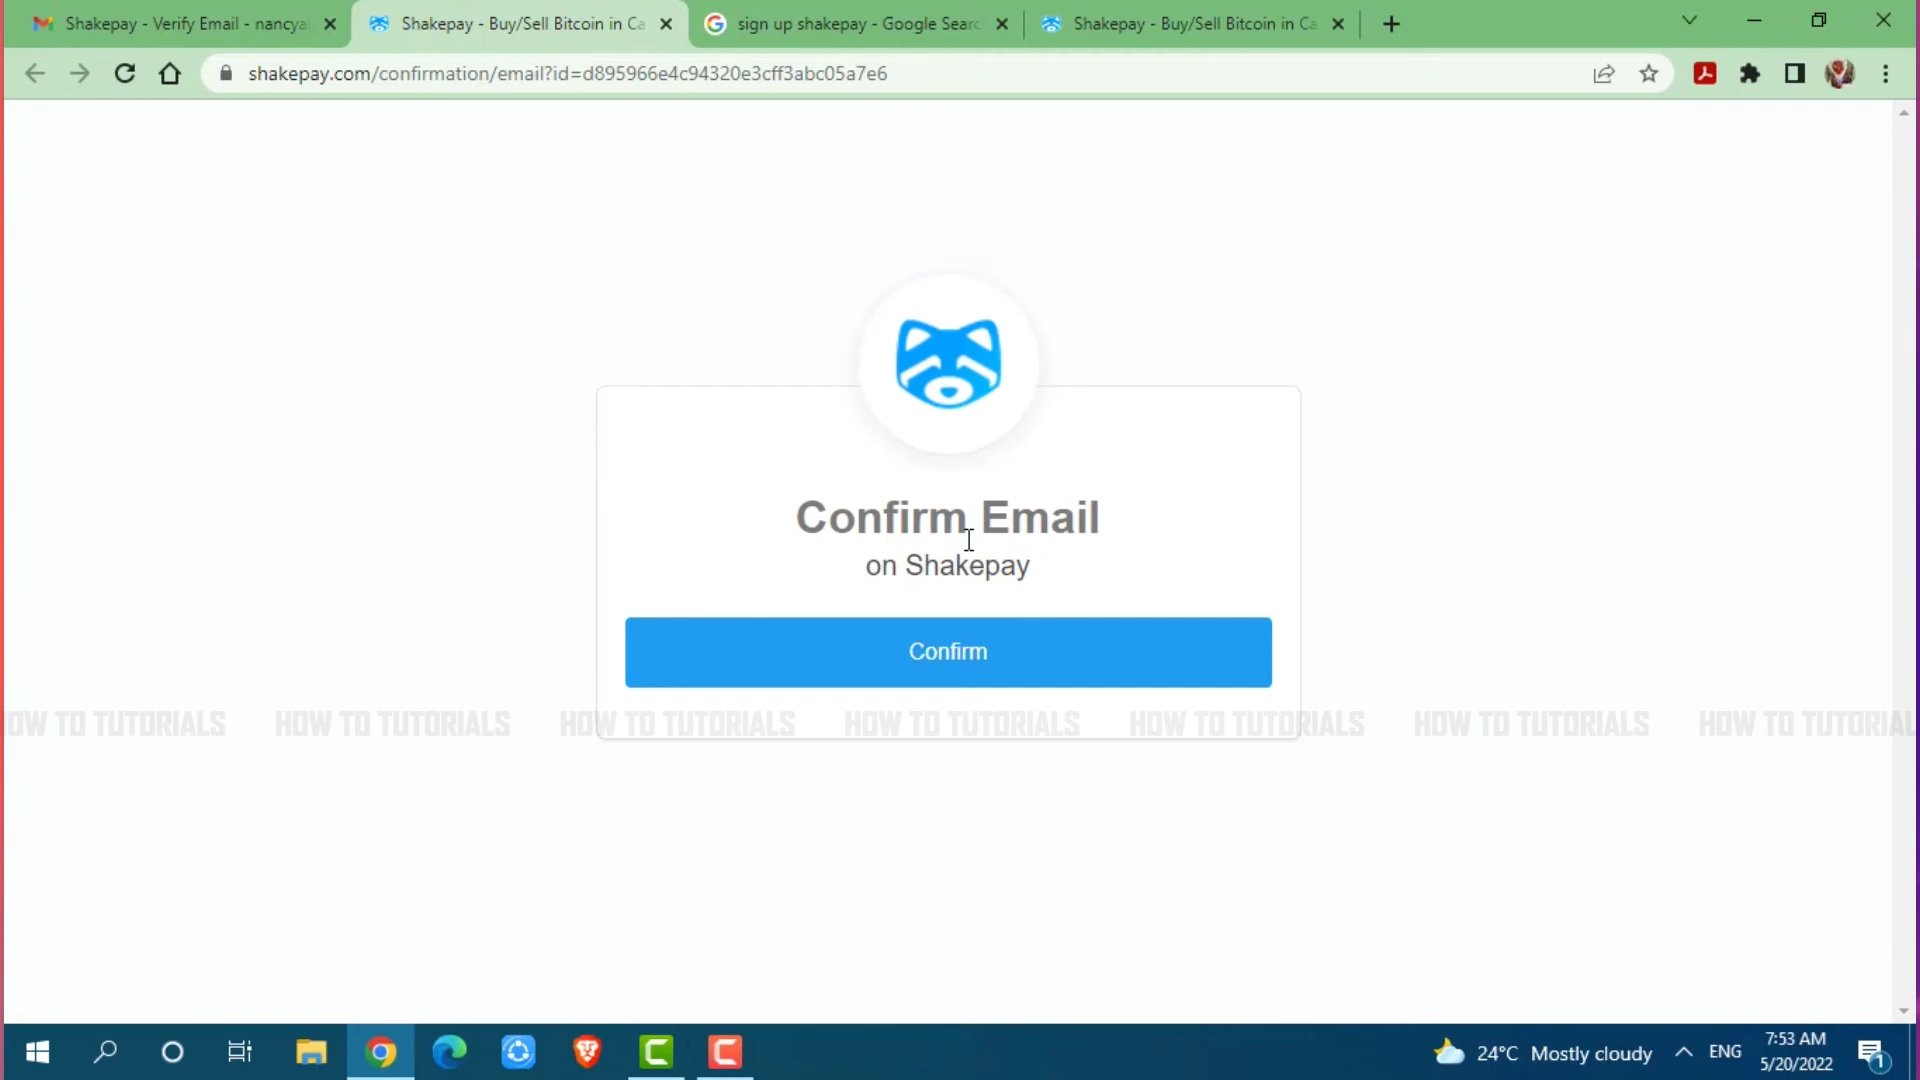 Shakepay - Verify Email - nancya
Shakepay - Buy/Sell Bitcoin in Ca
sign up shakepay - Google Searc
Shakepay - Buy/Sell Bitcoin in Ca
shakepay.com/confirmation/email?id=d895966e4c94320e3cff3abc05a7e6
Confirm Email
on Shakepay
Confirm
OW TO TUTORIALS HOW TO TUTORIALS HOW TO TUTORIALS HOW TO TUTORIALS HOW TO TUTORIALS HOW TO TUTORIALS HOW TO TUTORIAL
24°C Mostly cloudy
ENG
7:53 AM
5/20/2022
1